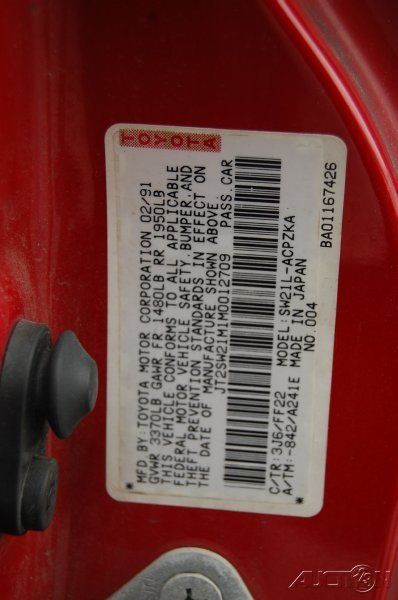 TOYOTA
MFD.BY:TOYOTA MOTOR CORPORATION 02/91
GVWR 3370LB GAWR FR 1480LB RR 1950LB
THIS VEHICLE CONFORMS TO ALL APPLICABLE
FEDERAL MOTOR VEHICLE SAFETY,BUMPER,AND
THEFT PREVENTION STANDARDS IN EFFECT ON
THE DATE OF MANUFACTURE SHOWN ABOVE.
JT2SW21M1M0012709 PASS.CAR
C/TR:3J6/FF22 MODEL:SW21L-ACPZKA
A/TM:-842/A241E MADE IN JAPAN
NO.004 BA01167426
AUCTION123